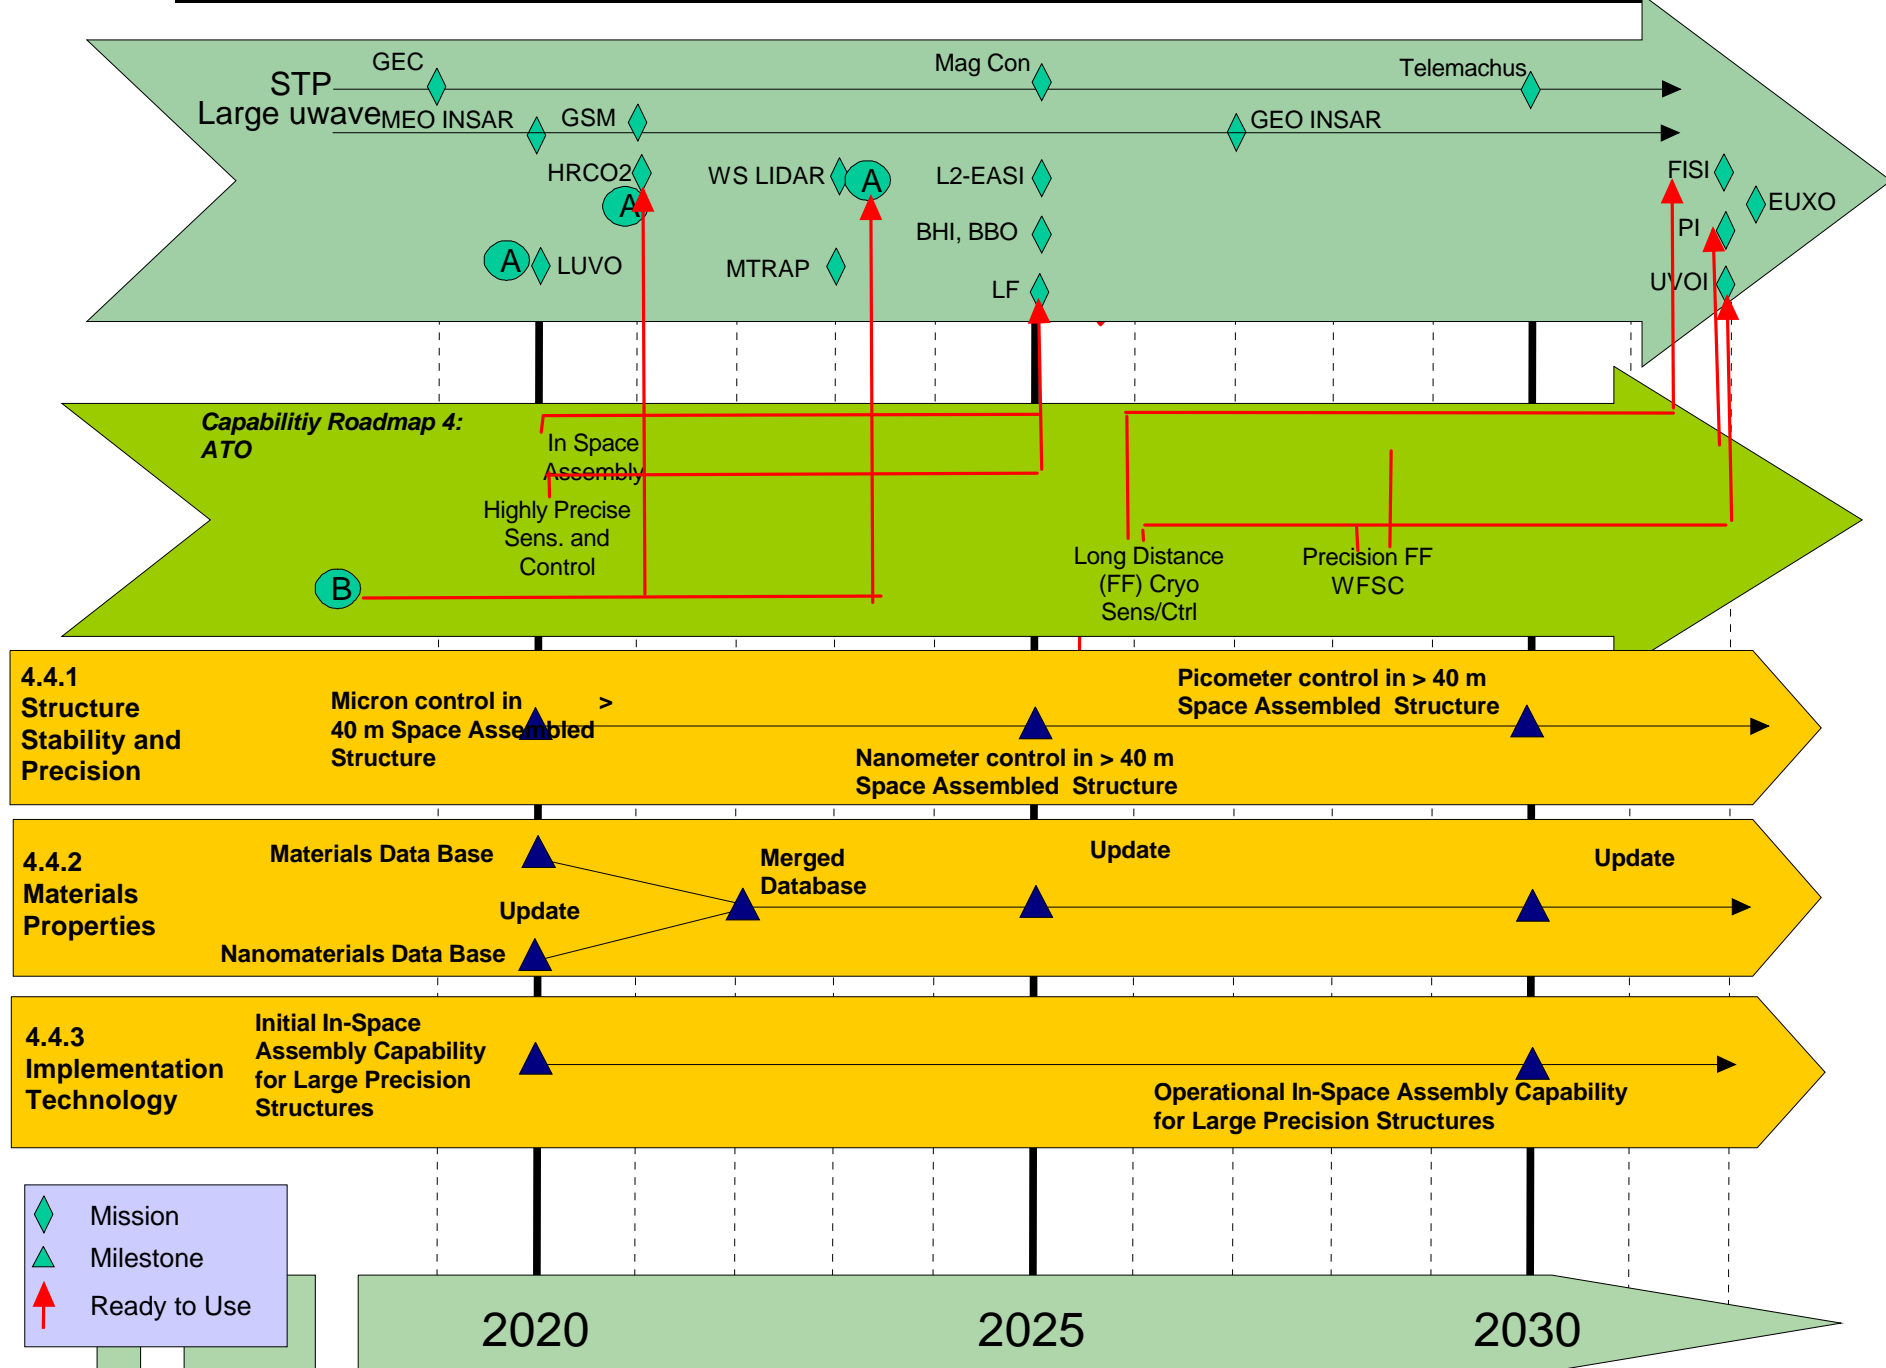 GEC
Mag Con
Telemachus
STP
Large uwave
MEO INSAR
GSM
GEO INSAR
HRCO2
WS LIDAR
A
L2-EASI
FISI
A
EUXO
BHI, BBO
PI
A
LUVO
MTRAP
LF
UVOI
Capabilitiy Roadmap 4:
ATO
In Space
Assembly
Highly Precise
Sens. and
Control
Long Distance
(FF) Cryo
Sens/Ctrl
Precision FF
WFSC
B
4.4.1
Structure
Stability and
Precision
Micron control in >
40 m Space Assembled
Structure
Nanometer control in > 40 m
Space Assembled Structure
Picometer control in > 40 m
Space Assembled Structure
4.4.2
Materials
Properties
Materials Data Base
Update
Nanomaterials Data Base
Merged
Database
Update
Update
4.4.3
Implementation
Technology
Initial In-Space
Assembly Capability
for Large Precision
Structures
Operational In-Space Assembly Capability
for Large Precision Structures
Mission
Milestone
Ready to Use
2020
2025
2030